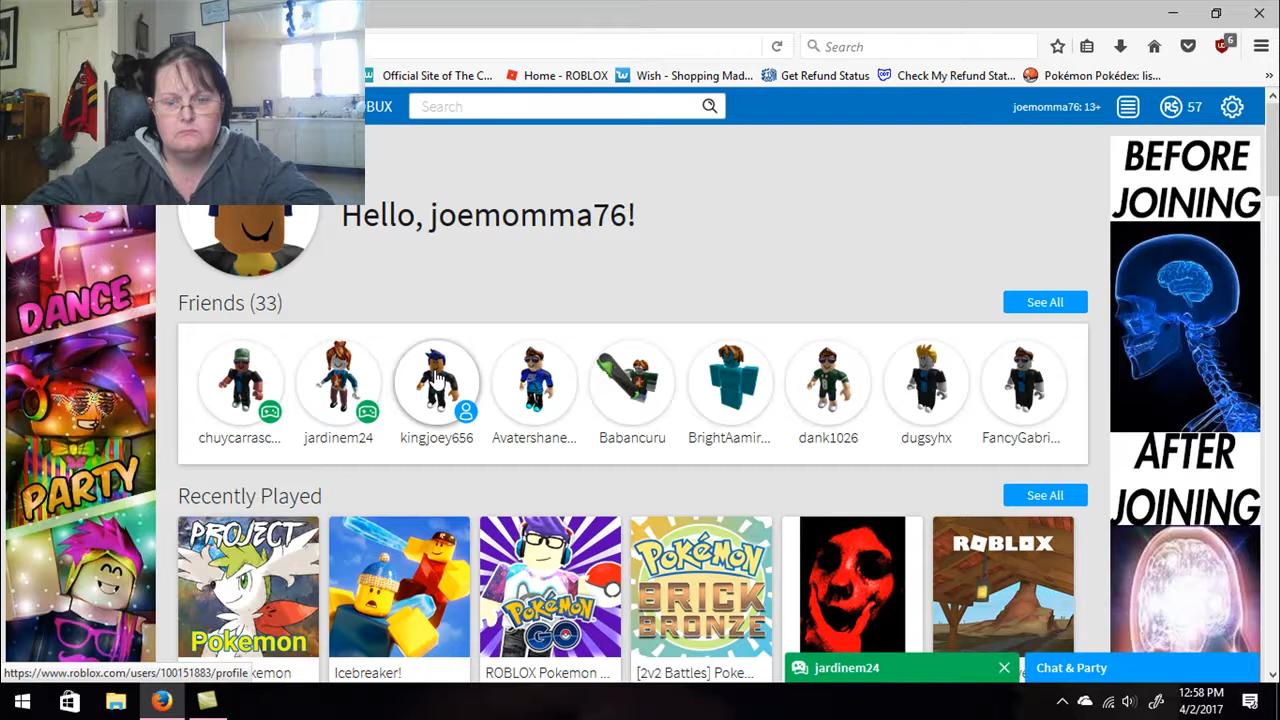 Search
6
Official Site of The C...
Home - ROBLOX
Wish - Shopping Mad...
Get Refund Status
Check My Refund Stat...
Pokémon Pokédex: lis...
»
BUX
Search
joemomma76: 13+
R$
57
Hello, joemomma76!
BEFORE
JOINING
DANCE
Friends (33)
See All
chuycarrasc...
jardinem24
kingjoey656
Avatershane...
Babancuru
BrightAamir...
dank1026
dugsyhx
FancyGabri...
PARTY
AFTER
JOINING
Recently Played
See All
PROJECT
Pokemon
POKÉMON
GO
POKÉMON
BRICK
BRONZE
ROBLOX
kemon
Icebreaker!
ROBLOX Pokemon ...
[2v2 Battles] Poke...
jardinem24
Chat & Party
https://www.roblox.com/users/100151883/profile
12:58 PM
4/2/2017